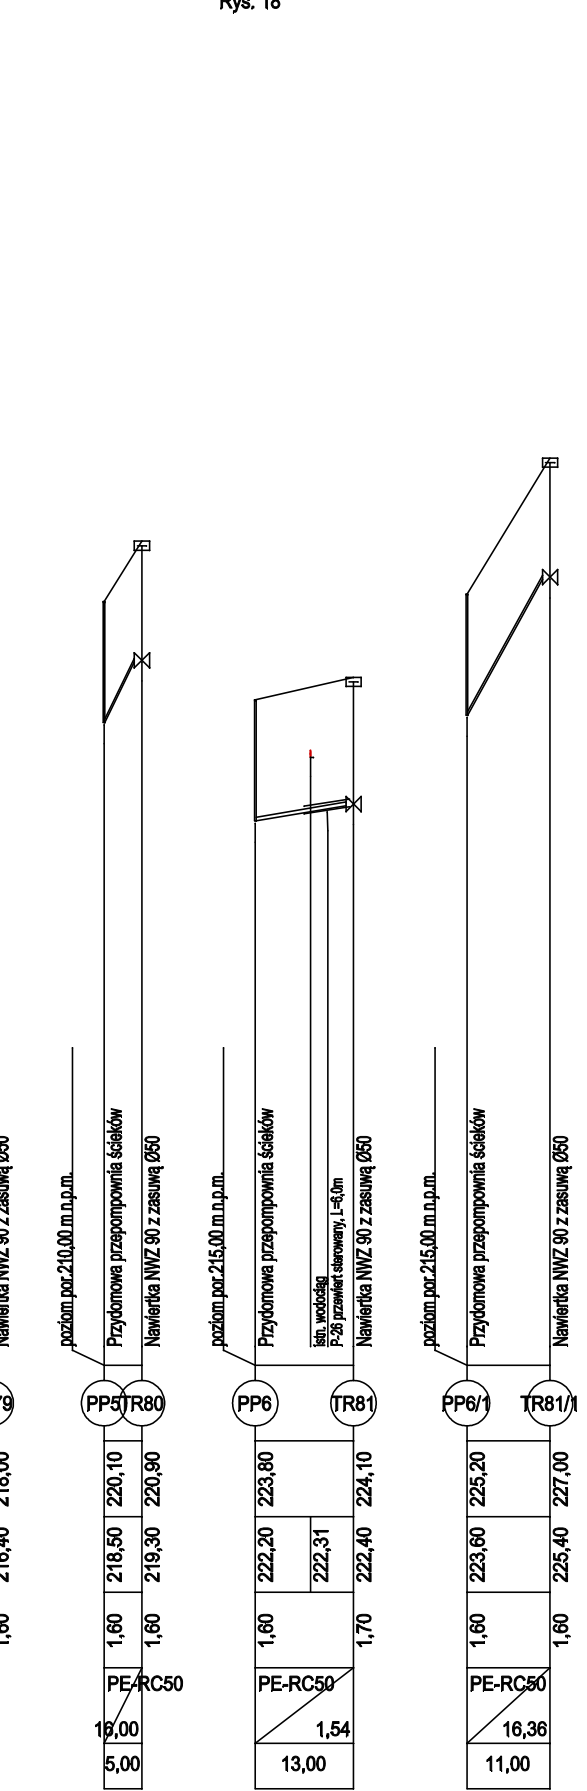 Rys. 18
Nawiertka NWZ 90 z zasuwą Ø50
poziom por.210,00 m n.p.m.
Przydomowa przepompownia ścieków
Nawiertka NWZ 90 z zasuwą Ø50
poziom por.215,00 m n.p.m.
Przydomowa przepompownia ścieków
istn. wodociąg
P-26 przewiert sterowany, L=6,0m
Nawiertka NWZ 90 z zasuwą Ø50
poziom por.215,00 m n.p.m.
Przydomowa przepompownia ścieków
Nawiertka NWZ 90 z zasuwą Ø50
79
PP5
TR80
PP6
TR81
PP6/1
TR81/1
218,00
220,10
220,90
223,80
224,10
225,20
227,00
216,40
218,50
219,30
222,20
222,31
222,40
223,60
225,40
1,60
1,60
1,60
1,60
1,70
1,60
1,60
PE-RC50
PE-RC50
PE-RC50
16,00
1,54
16,36
5,00
13,00
11,00